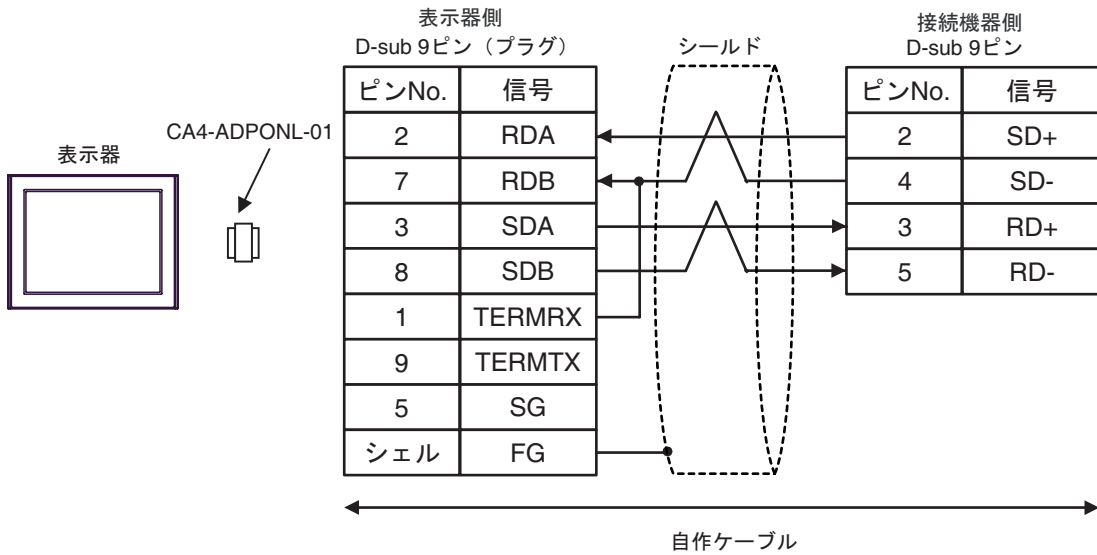 表示器側
D-sub 9ピン（プラグ）
シールド
接続機器側
D-sub 9ピン
CA4-ADPONL-01
表示器
ピンNo. 信号
2 RDA
7 RDB
3 SDA
8 SDB
1 TERMRX
9 TERMTX
5 SG
シェル FG
ピンNo. 信号
2 SD+
4 SD-
3 RD+
5 RD-
自作ケーブル